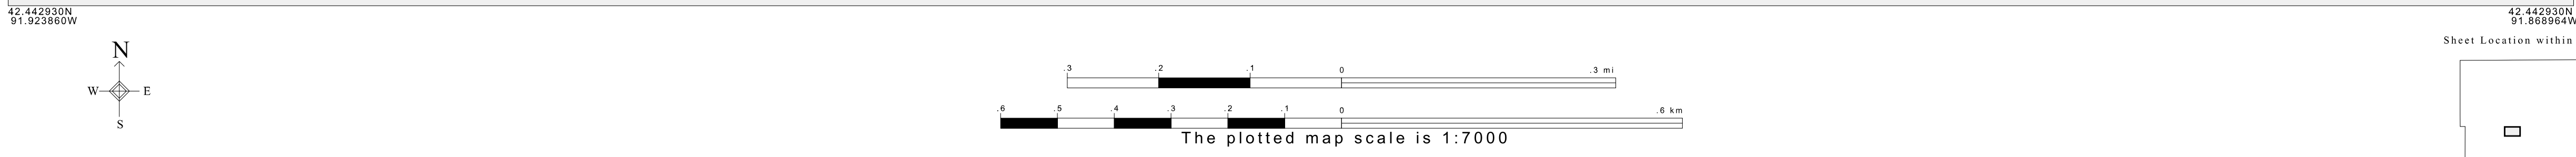 42.442930N
91.923860W
42.442930N
91.868964W
N
W E
S
Sheet Location within
.3 .2 .1 0 .3 mi
.6 .5 .4 .3 .2 .1 0 .6 km
The plotted map scale is 1:7000